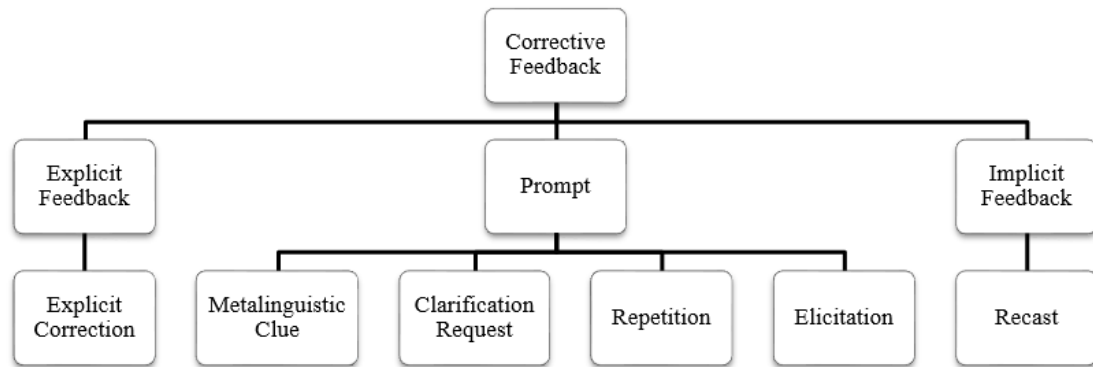 Corrective
Feedback
Explicit
Feedback
Prompt
Implicit
Feedback
Explicit
Correction
Metalinguistic
Clue
Clarification
Request
Repetition
Elicitation
Recast